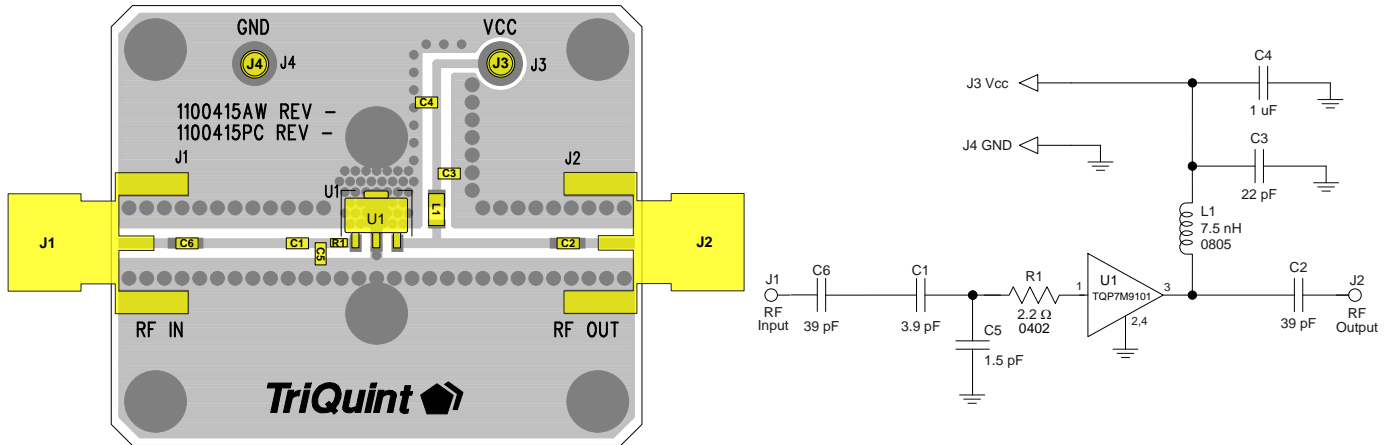 GND
VCC
J4
J4
J3
J3
C4
1100415AW REV -
1100415PC REV -
J1
J2
C3
U1
L1
U1
J1
C6
C1
R1
C5
C2
J2
RF IN
RF OUT
TriQuint
C4
J3 Vcc
1 uF
J4 GND
C3
22 pF
L1
7.5 nH
0805
J1
RF
Input
C6
39 pF
C1
3.9 pF
R1
2.2 Ω
0402
C5
1.5 pF
1
U1
TQP7M9101
3
2,4
C2
39 pF
J2
RF
Output